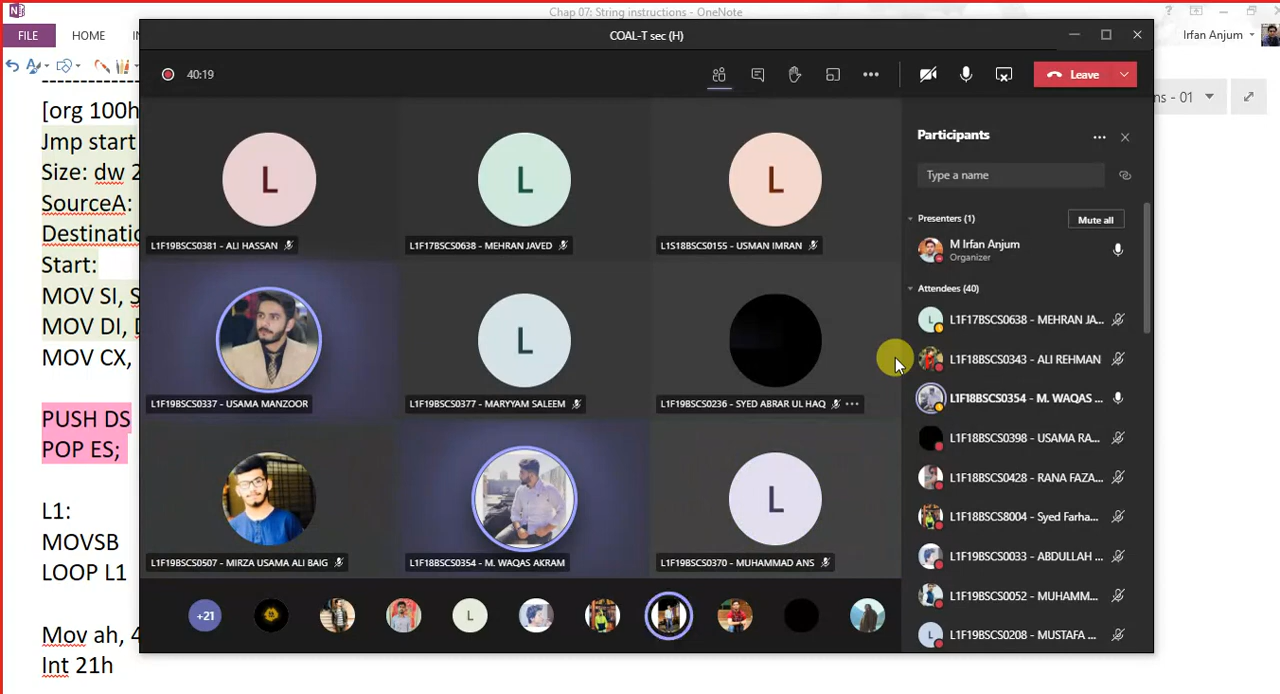 Chap 07: String instructions - OneNote
FILE
HOME
Irfan Anjum
COAL-T sec (H)
40:19
Leave
ns - 01
[org 100h
Jmp start
Size: dw 2
SourceA:
Destinatio
Start:
MOV SI, S
MOV DI, D
MOV CX,
PUSH DS
POP ES;
L1:
MOVSB
LOOP L1
Mov ah, 4
Int 21h
L
L
L
L1F19BSCS0381 - ALI HASSAN
L1F17BSCS0638 - MEHRAN JAVED
L1S18BSCS0155 - USMAN IMRAN
L
L1F19BSCS0337 - USAMA MANZOOR
L1F19BSCS0377 - MARYYAM SALEEM
L1F19BSCS0236 - SYED ABRAR UL HAQ
L
L1F19BSCS0507 - MIRZA USAMA ALI BAIG
L1F18BSCS0354 - M. WAQAS AKRAM
L1F19BSCS0370 - MUHAMMAD ANS
+21
L
Participants
Type a name
Presenters (1)
Mute all
M Irfan Anjum
Organizer
Attendees (40)
L
L1F17BSCS0638 - MEHRAN JA...
L1F18BSCS0343 - ALI REHMAN
L1F18BSCS0354 - M. WAQAS ...
L1F18BSCS0398 - USAMA RA...
L1F18BSCS0428 - RANA FAZA...
L1F18BSCS8004 - Syed Farha...
L1F19BSCS0033 - ABDULLAH ...
L1F19BSCS0052 - MUHAMM...
L
L1F19BSCS0208 - MUSTAFA ...